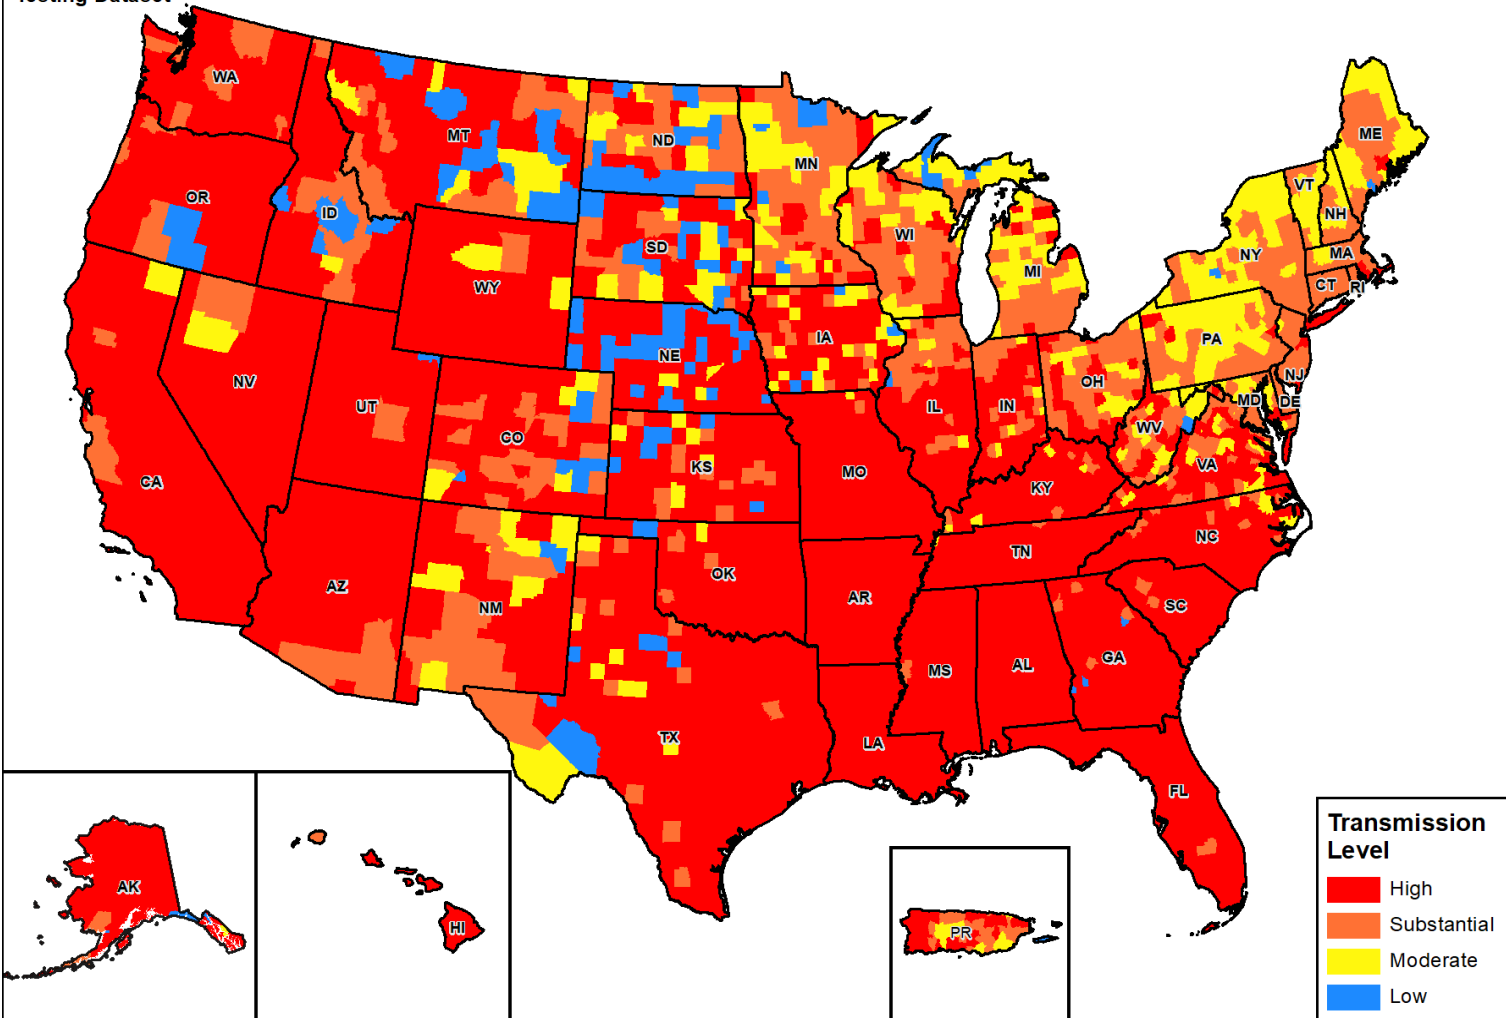 Testing Dataset
WA
MT
ND
MN
ME
OR
ID
SD
WI
VT
NH
NY
MA
WY
MI
CT
RI
IA
PA
NE
NV
OH
NJ
UT
IL
IN
MD
DE
CO
WV
KS
MO
VA
CA
KY
NC
TN
OK
AZ
AR
NM
SC
MS
AL
GA
TX
LA
FL
AK
HI
PR
Transmission
Level
High
Substantial
Moderate
Low